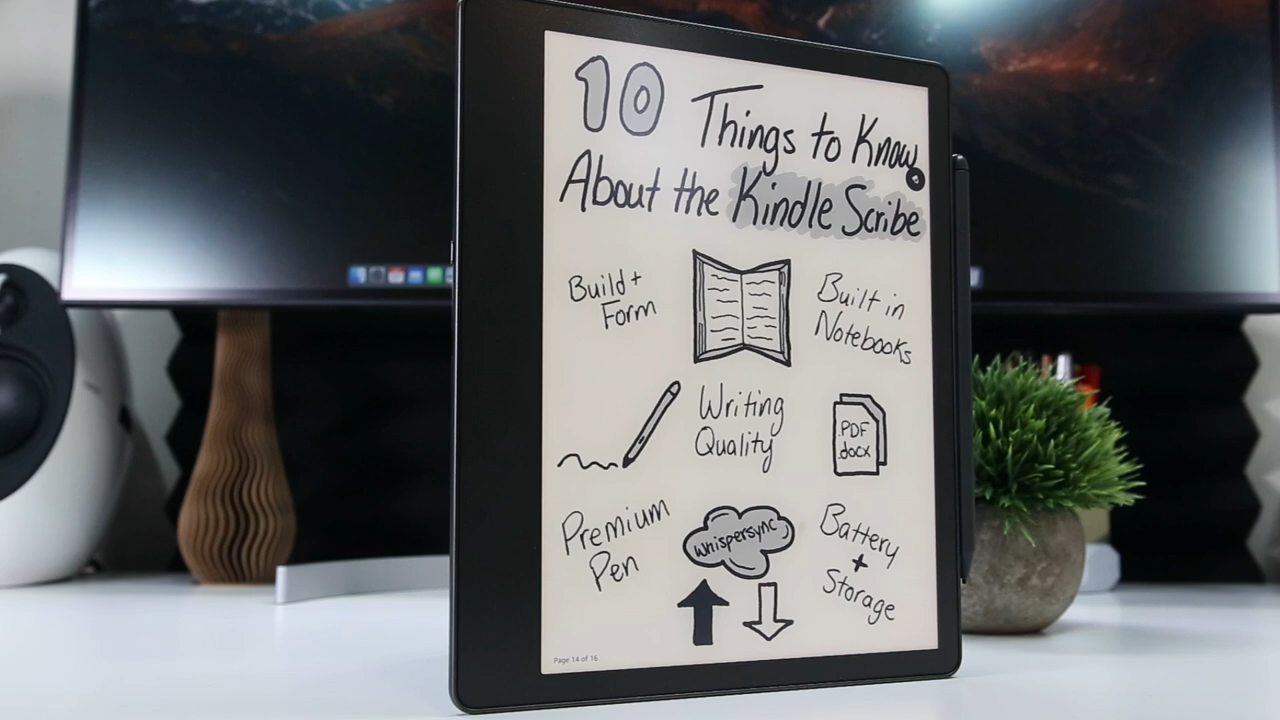 10 Things to Know
About the Kindle Scribe
Build +
Form
Built in
Notebooks
Writing
Quality
.PDF
.docx
Premium
Pen
Whispersync
Battery
+
Storage
Page 14 of 16